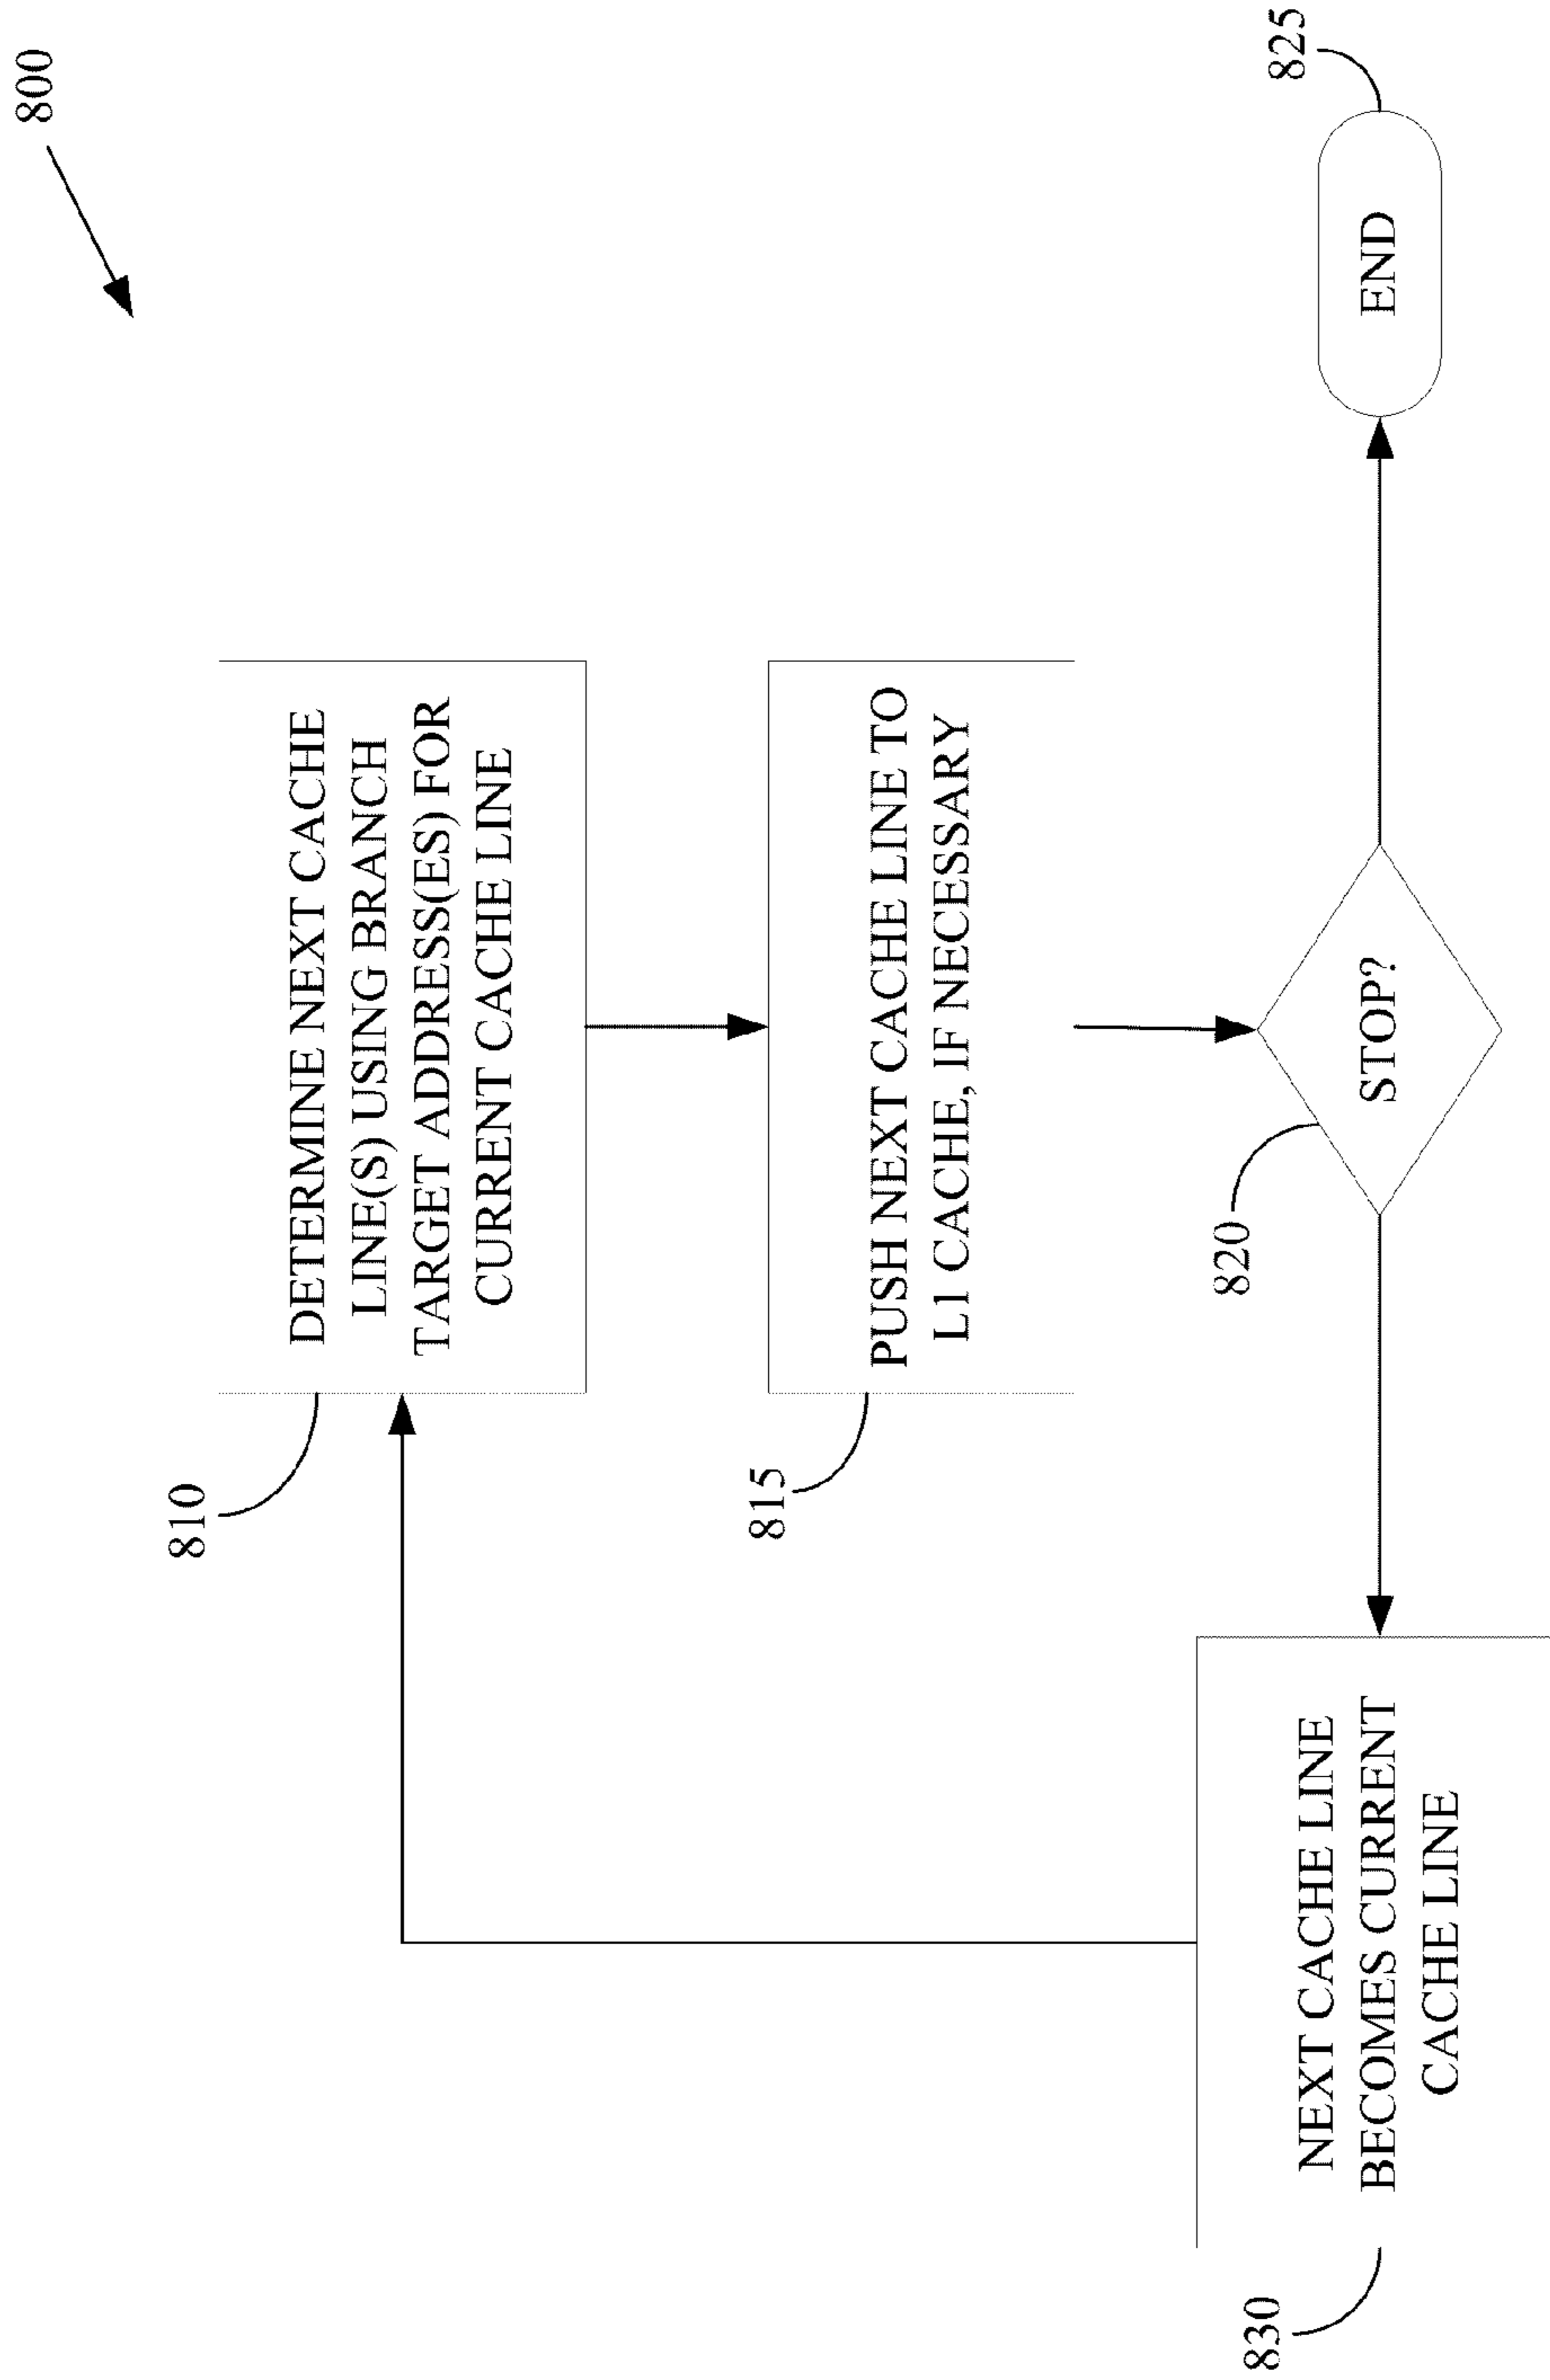 800
810
DETERMINE NEXT CACHE
LINE(S) USING BRANCH
TARGET ADDRESS(ES) FOR
CURRENT CACHE LINE
815
PUSH NEXT CACHE LINE TO
L1 CACHE, IF NECESSARY
820
STOP?
825
END
830
NEXT CACHE LINE
BECOMES CURRENT
CACHE LINE